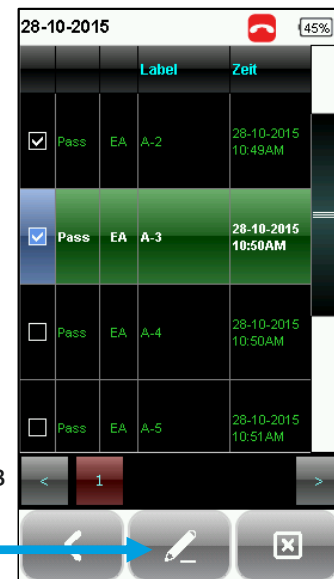 28-10-2015 45%
Label Zeit
Pass EA A-2 28-10-2015
10:49AM
Pass EA A-3 28-10-2015
10:50AM
Pass EA A-4 28-10-2015
10:50AM
Pass EA A-5 28-10-2015
10:51AM
3
< 1 >